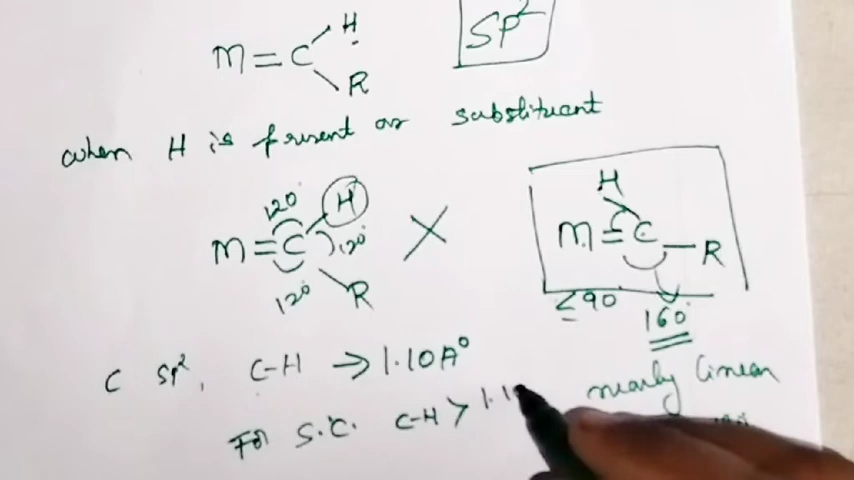 SP²
M=C
H
R
when H is present as substituent
120°
M=C
H
120°
120°
R
H
M=C—R
<90
160°
C SP², C-H → 1.10A°
nearly linear
For S.C. C-H > 1.1